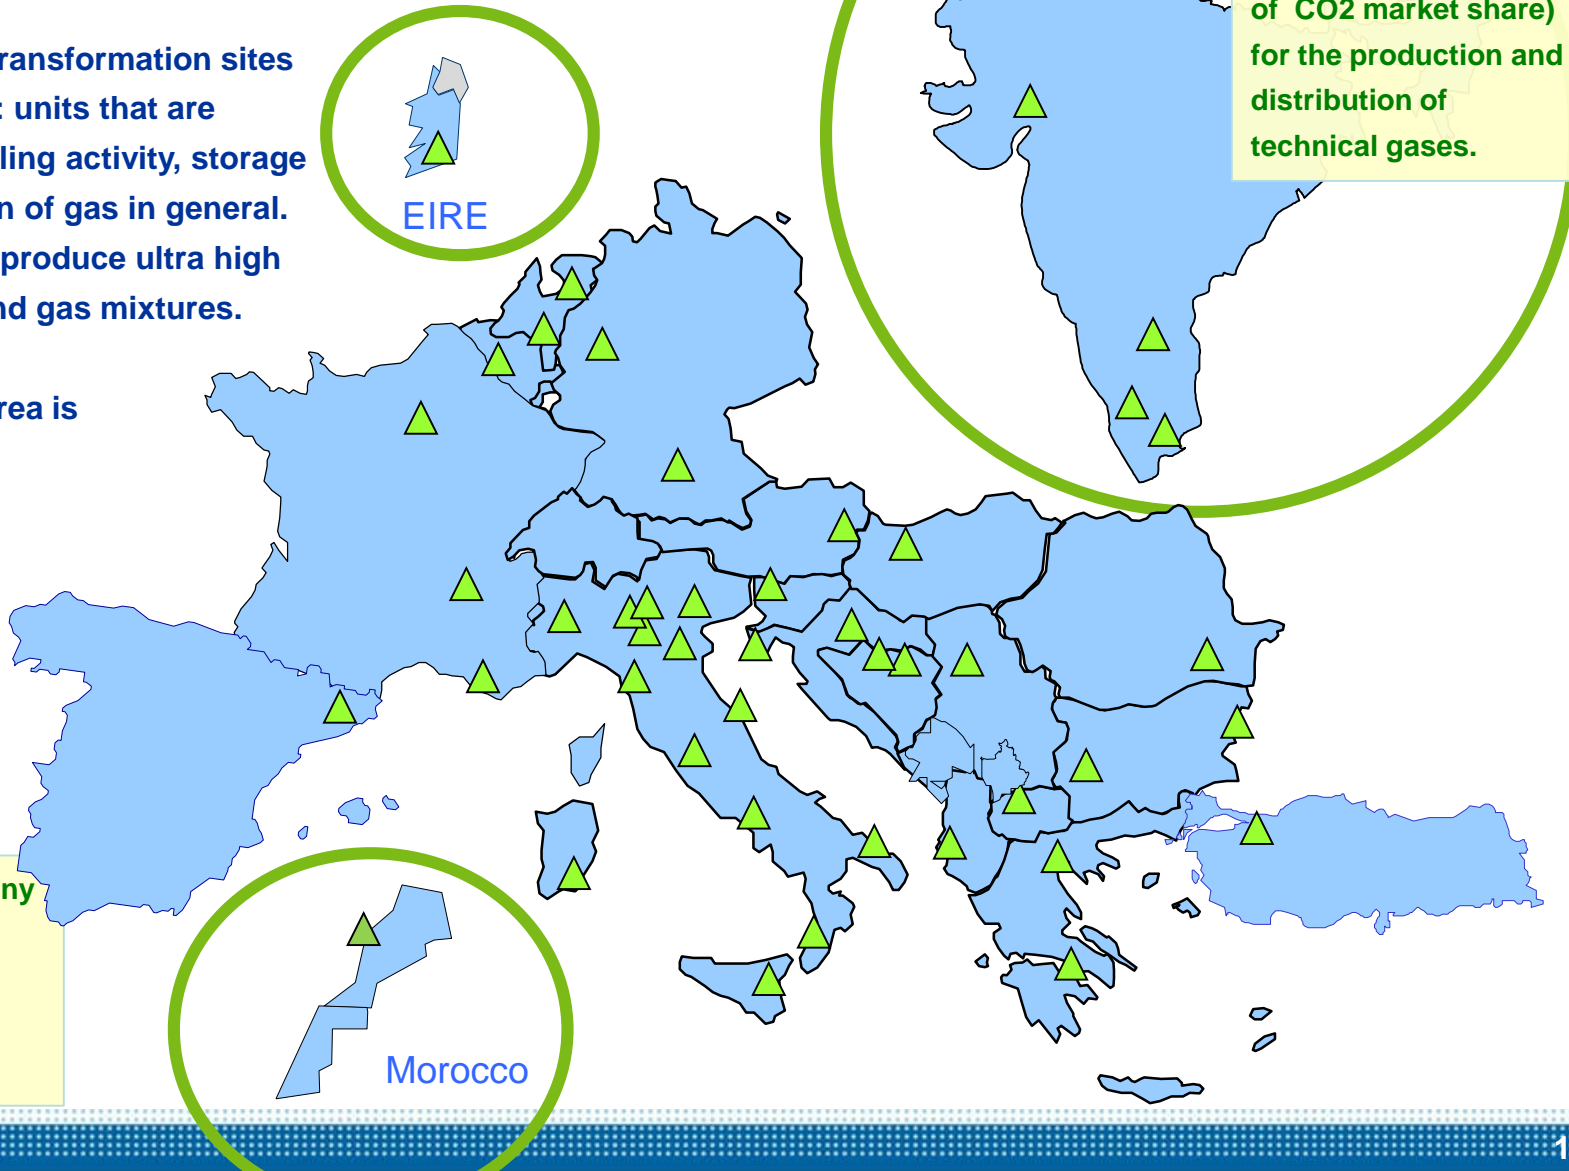 ransformation sites
: units that are
ling activity, storage
n of gas in general.
produce ultra high
nd gas mixtures.
rea is
EIRE
of CO2 market share)
for the production and
distribution of
technical gases.
ny
Morocco
1